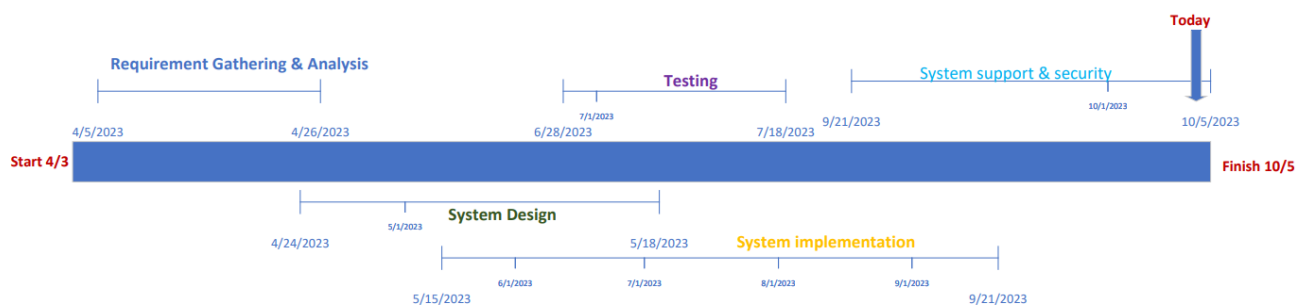 Today
Requirement Gathering & Analysis
Testing
System support & security
7/1/2023
10/1/2023
4/5/2023
4/26/2023
6/28/2023
7/18/2023
9/21/2023
10/5/2023
Start 4/3
Finish 10/5
System Design
5/1/2023
4/24/2023
5/18/2023
System implementation
6/1/2023
7/1/2023
8/1/2023
9/1/2023
5/15/2023
9/21/2023